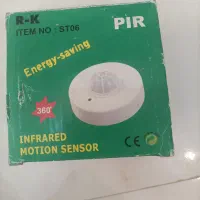 R-K
PIR
ITEM NO : ST06
Energy-saving
360°
INFRARED
MOTION SENSOR
CE